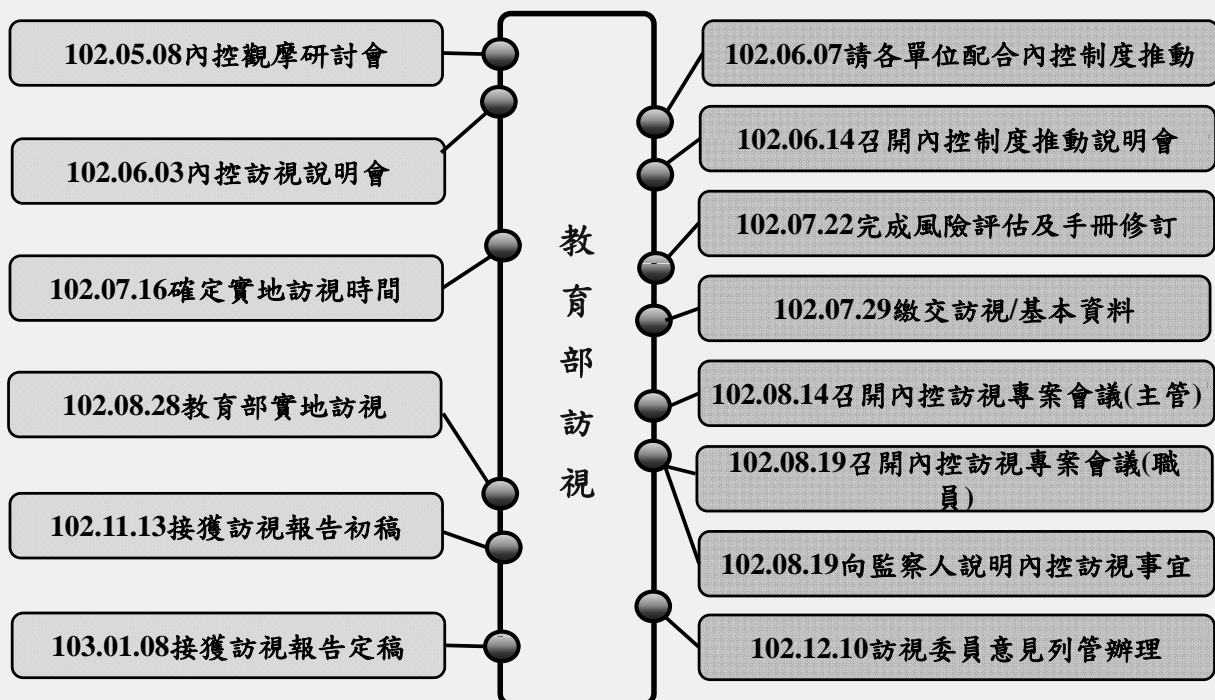 102.05.08內控觀摩研討會
102.06.03內控訪視說明會
102.07.16確定實地訪視時間
102.08.28教育部實地訪視
102.11.13接獲訪視報告初稿
103.01.08接獲訪視報告定稿
教育部訪視
102.06.07請各單位配合內控制度推動
102.06.14召開內控制度推動說明會
102.07.22完成風險評估及手冊修訂
102.07.29繳交訪視/基本資料
102.08.14召開內控訪視專案會議(主管)
102.08.19召開內控訪視專案會議(職
員)
102.08.19向監察人說明內控訪視事宜
102.12.10訪視委員意見列管辦理